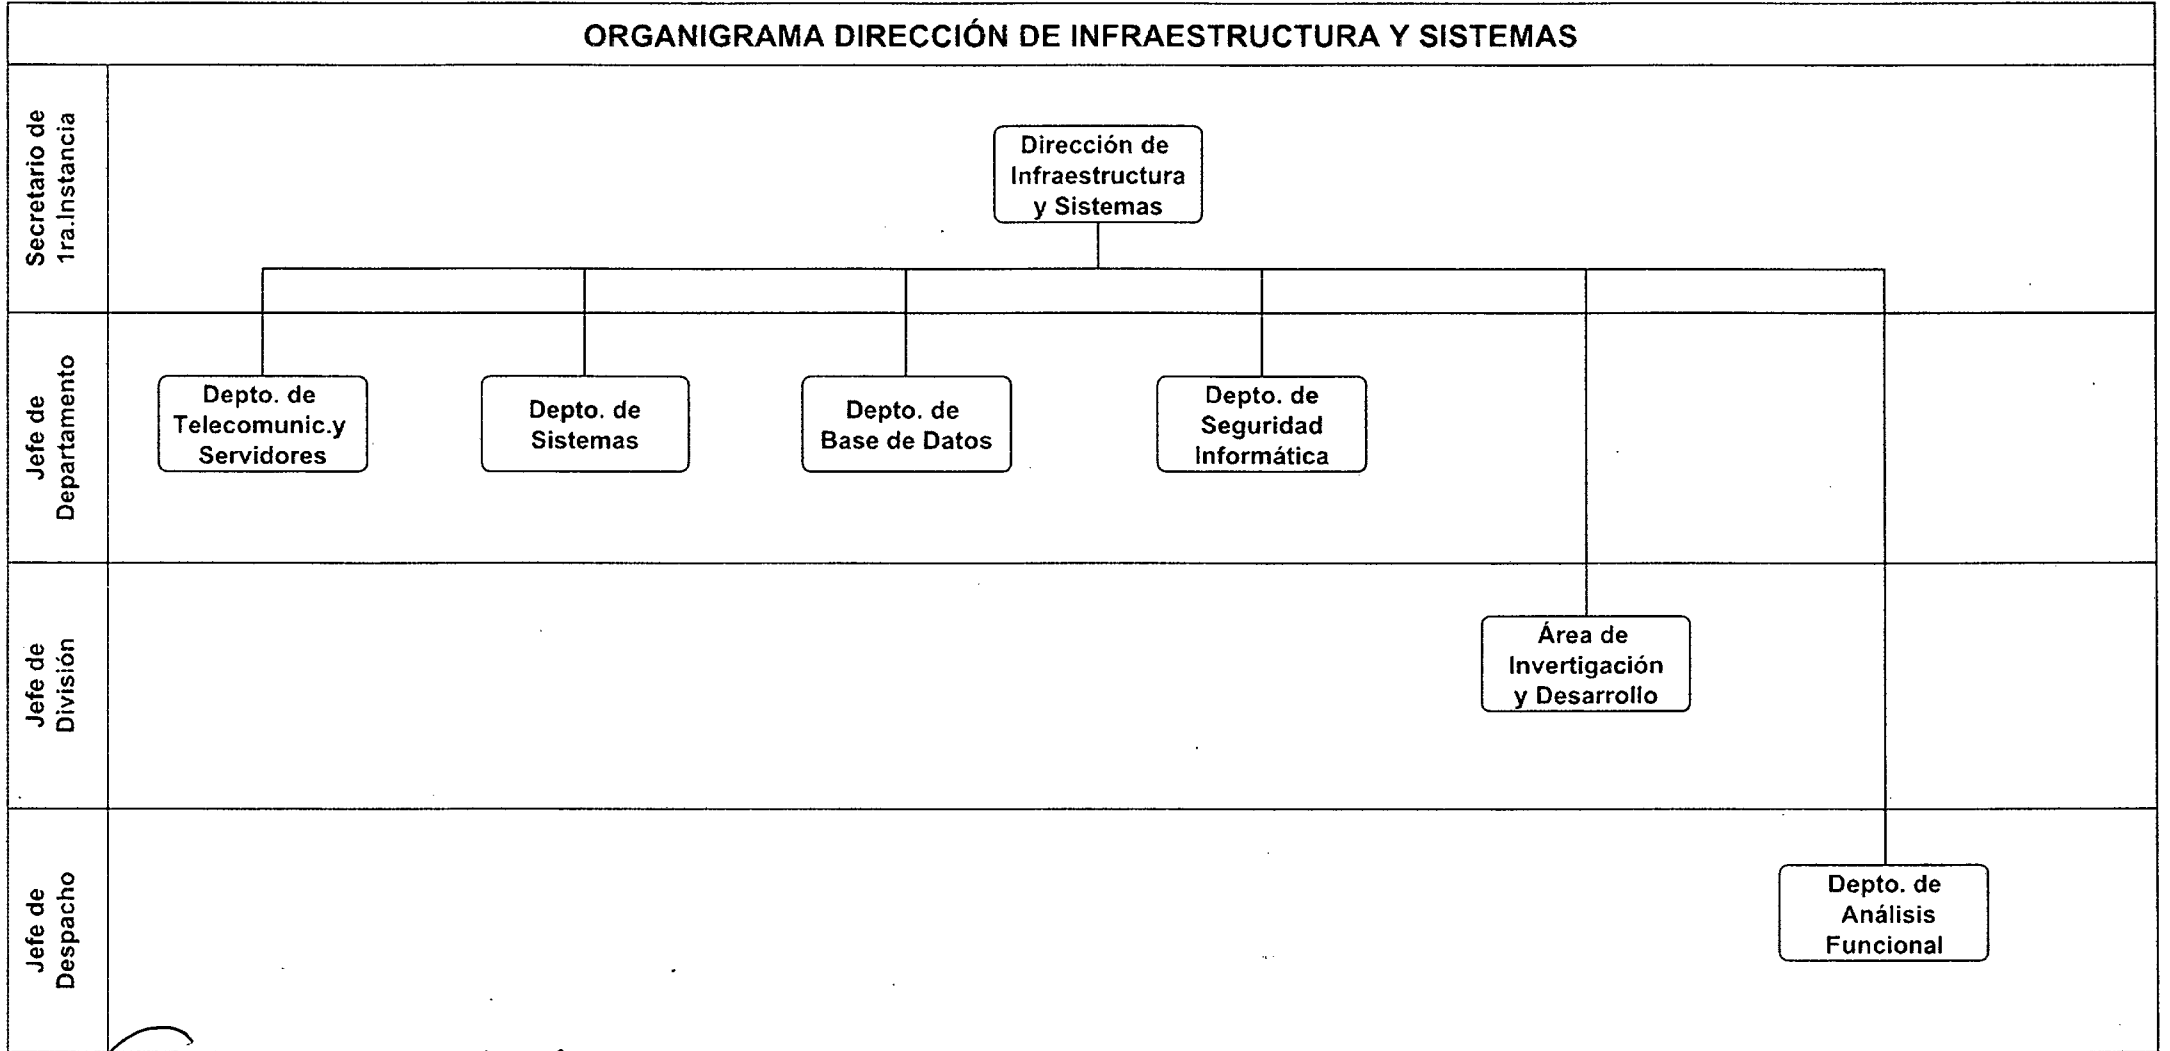 ORGANIGRAMA DIRECCIÓN DE INFRAESTRUCTURA Y SISTEMAS
Secretario de
1ra.Instancia
Dirección de
Infraestructura
y Sistemas
Jefe de
Departamento
Depto. de
Telecomunic.y
Servidores
Depto. de
Sistemas
Depto. de
Base de Datos
Depto. de
Seguridad
Informática
Jefe de
División
Área de
Invertigación
y Desarrollo
Jefe de
Despacho
Depto. de
Análisis
Funcional